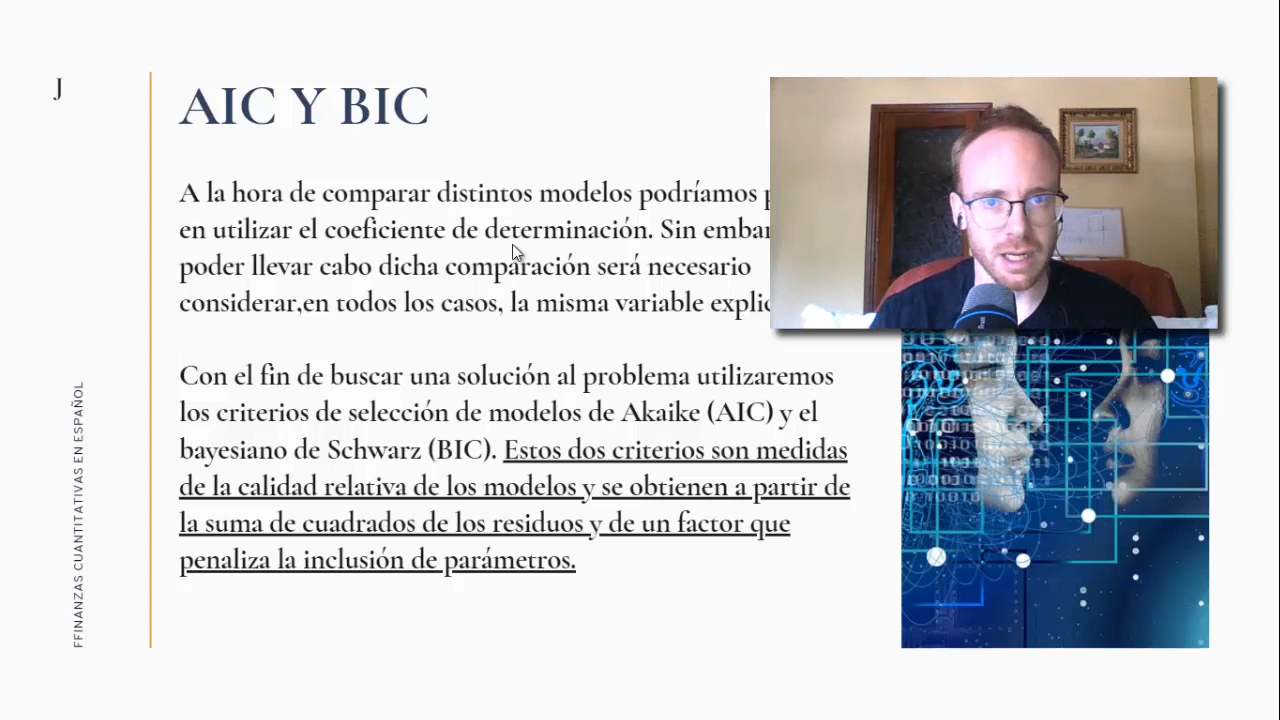 J
AIC Y BIC
A la hora de comparar distintos modelos podríamos
en utilizar el coeficiente de determinación. Sin
poder llevar cabo dicha comparación será necesario
considerar,en todos los casos, la misma variable
Con el fin de buscar una solución al problema utilizaremos
los criterios de selección de modelos de Akaike (AIC) y el
bayesiano de Schwarz (BIC). Estos dos criterios son medidas
de la calidad relativa de los modelos y se obtienen a partir de
la suma de cuadrados de los residuos y de un factor que
penaliza la inclusión de parámetros.
FFINANZAS CUANTITATIVAS EN ESPAÑOL